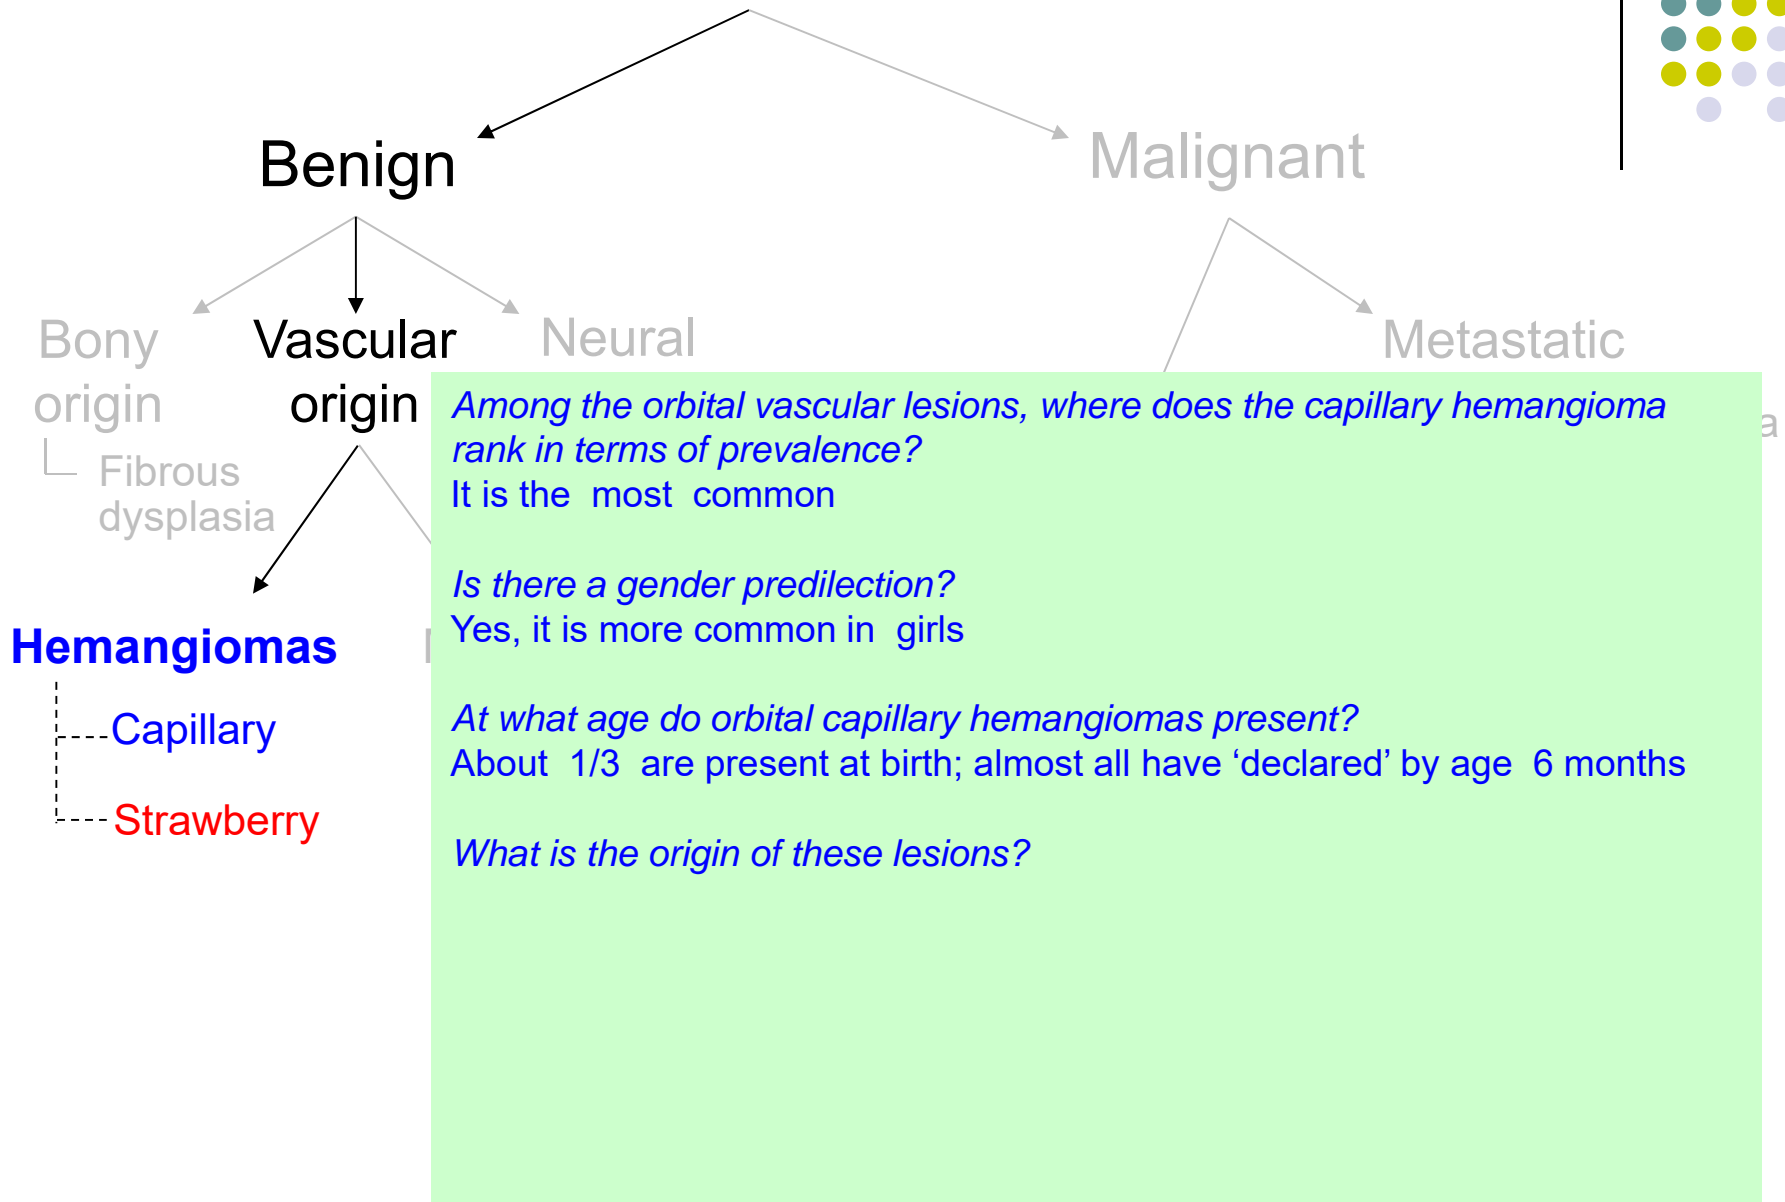 Benign
Malignant
Bony
origin
Vascular
origin
Neural
Metastatic
Fibrous
dysplasia
Hemangiomas
Capillary
Strawberry
Among the orbital vascular lesions, where does the capillary hemangioma
rank in terms of prevalence?
It is the most common
Is there a gender predilection?
Yes, it is more common in girls
At what age do orbital capillary hemangiomas present?
About 1/3 are present at birth; almost all have ‘declared’ by age 6 months
What is the origin of these lesions?